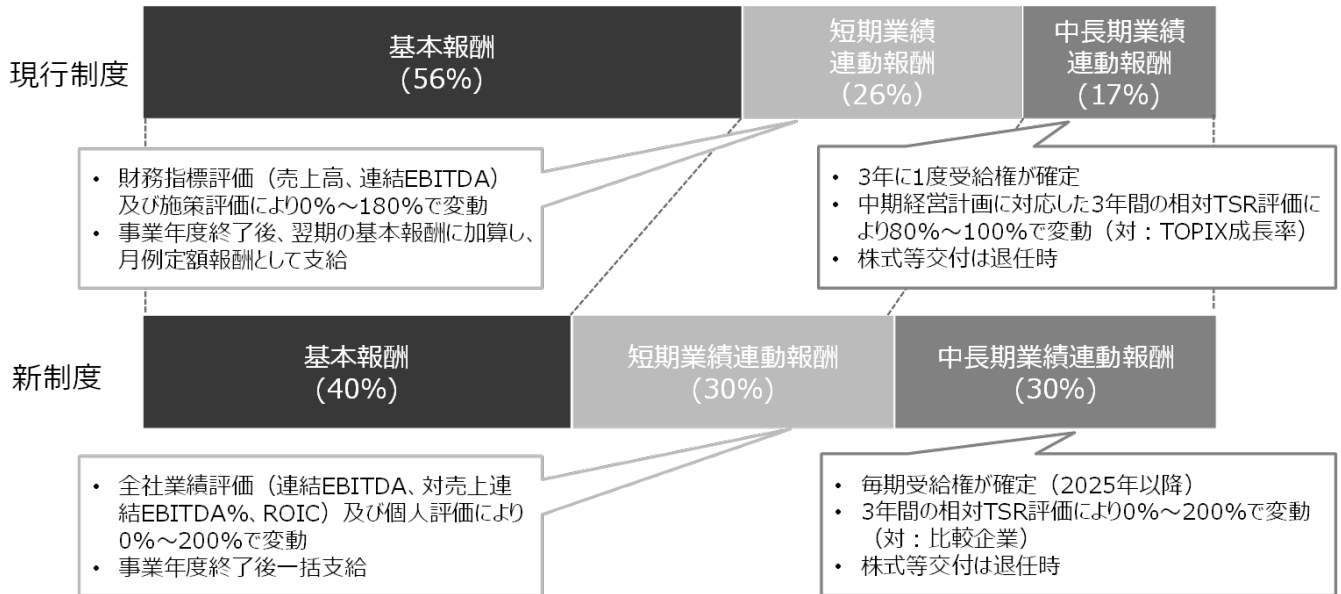 現行制度
基本報酬
(56%)
短期業績
連動報酬
(26%)
中長期業績
連動報酬
(17%)
• 財務指標評価（売上高、連結EBITDA）
及び施策評価により0%～180%で変動
• 事業年度終了後、翌期の基本報酬に加算し、
月例定額報酬として支給
• 3年に1度受給権が確定
• 中期経営計画に対応した3年間の相対TSR評価に
より80%～100%で変動（対：TOPIX成長率）
• 株式等交付は退任時
新制度
基本報酬
(40%)
短期業績連動報酬
(30%)
中長期業績連動報酬
(30%)
• 全社業績評価（連結EBITDA、対売上連
結EBITDA%、ROIC）及び個人評価により
0%～200%で変動
• 事業年度終了後一括支給
• 毎期受給権が確定（2025年以降）
• 3年間の相対TSR評価により0%～200%で変動
（対：比較企業）
• 株式等交付は退任時